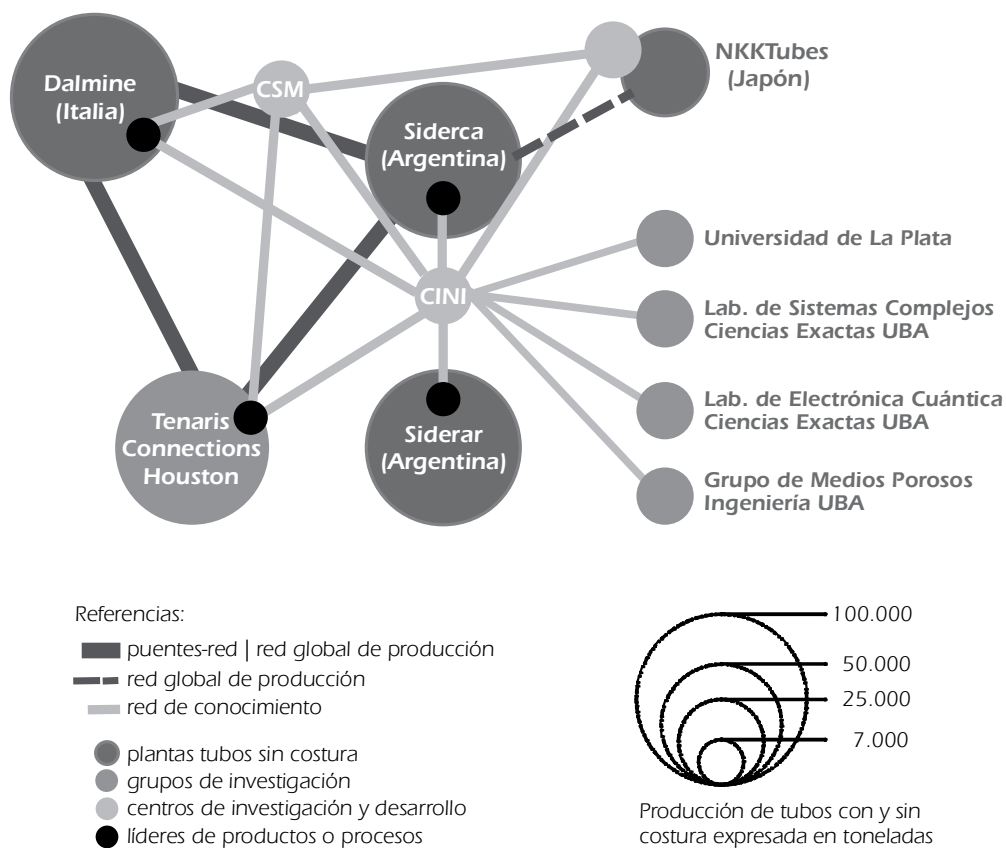 Dalmine
(Italia)
CSM
NKKTubes
(Japón)
Siderca
(Argentina)
Universidad de La Plata
CINI
Lab. de Sistemas Complejos
Ciencias Exactas UBA
Lab. de Electrónica Cuántica
Ciencias Exactas UBA
Tenaris
Connections
Houston
Siderar
(Argentina)
Grupo de Medios Porosos
Ingeniería UBA
Referencias:
puentes-red | red global de producción
red global de producción
red de conocimiento
plantas tubos sin costura
grupos de investigación
centros de investigación y desarrollo
líderes de productos o procesos
100.000
50.000
25.000
7.000
Producción de tubos con y sin
costura expresada en toneladas